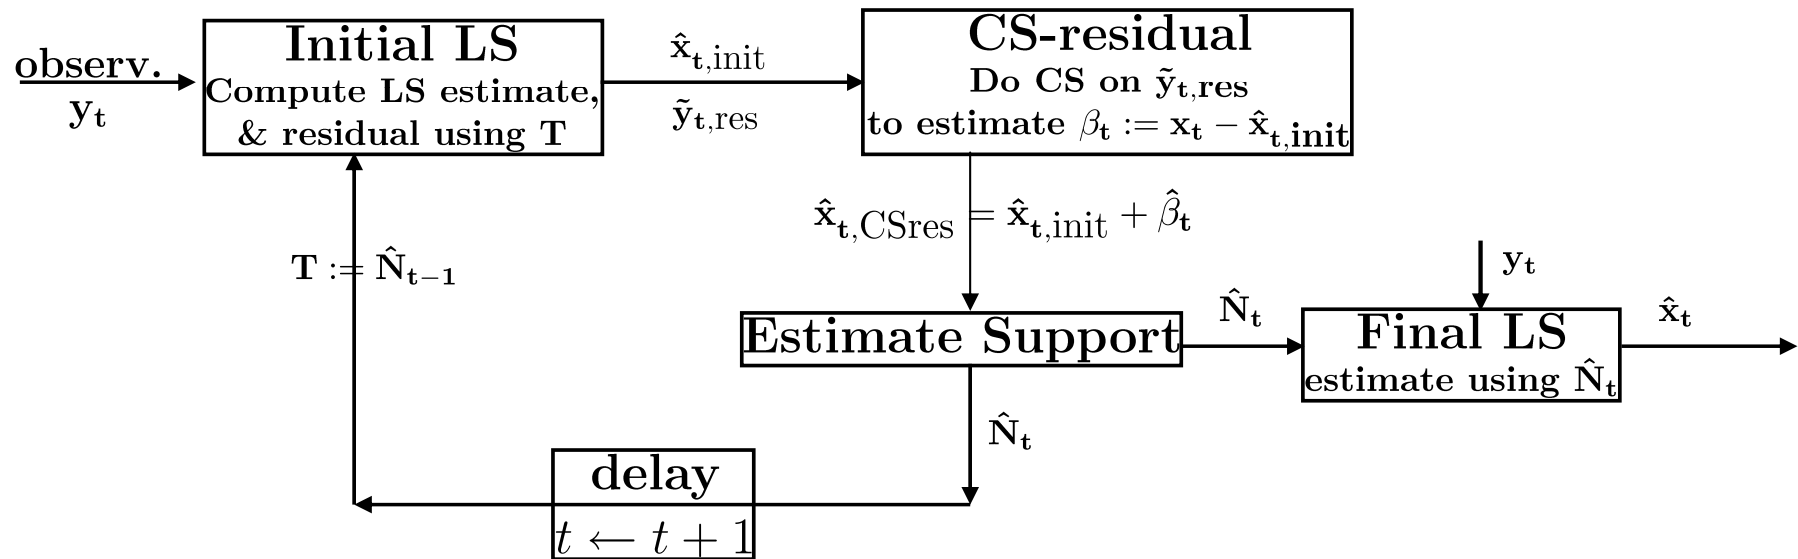 observ.
y_t
Initial LS
Compute LS estimate,
& residual using T
x̂_t,init
ỹ_t,res
CS-residual
Do CS on ỹ_t,res
to estimate β_t := x_t − x̂_t,init
x̂_t,CSres = x̂_t,init + β̂_t
T := N̂_t−1
Estimate Support
N̂_t
y_t
Final LS
estimate using N̂_t
x̂_t
N̂_t
delay
t ← t + 1